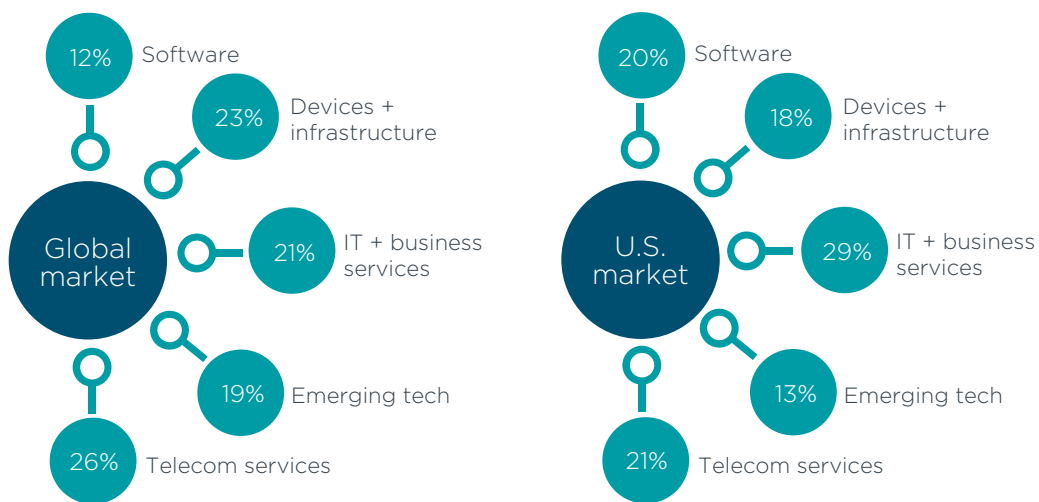 12%
Software
23%
Devices +
infrastructure
Global
market
21%
IT + business
services
19%
Emerging tech
26%
Telecom services
20%
Software
18%
Devices +
infrastructure
U.S.
market
29%
IT + business
services
13%
Emerging tech
21%
Telecom services